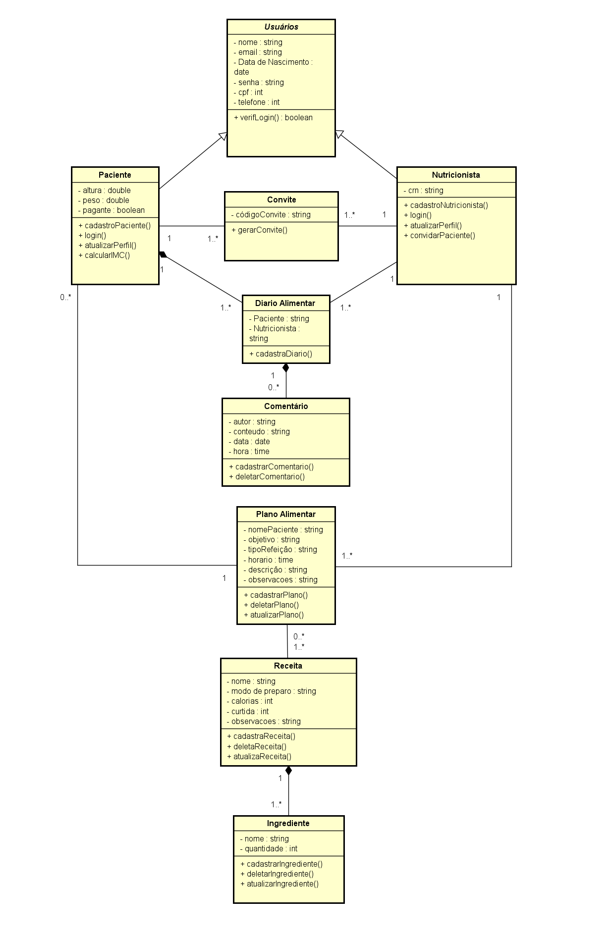 Usuários
- nome : string
- email : string
- Data de Nascimento :
date
- senha : string
- cpf : int
- telefone : int
+ verifLogin() : boolean
Paciente
- altura : double
- peso : double
- pagante : boolean
+ cadastroPaciente()
+ login()
+ atualizarPerfil()
+ calcularIMC()
Convite
- códigoConvite : string
+ gerarConvite()
Nutricionista
- crn : string
+ cadastroNutricionista()
+ login()
+ atualizarPerfil()
+ convidarPaciente()
1
1..*
1..*
1
1
1..*
1
1..*
0..*
1
Diario Alimentar
- Paciente : string
- Nutricionista :
string
+ cadastraDiario()
1
0..*
Comentário
- autor : string
- conteudo : string
- data : date
- hora : time
+ cadastrarComentario()
+ deletarComentario()
Plano Alimentar
- nomePaciente : string
- objetivo : string
- tipoRefeição : string
- horario : time
- descrição : string
- observacoes : string
+ cadastrarPlano()
+ deletarPlano()
+ atualizarPlano()
1..*
1
0..*
1..*
Receita
- nome : string
- modo de preparo : string
- calorias : int
- curtida : int
- observacoes : string
+ cadastraReceita()
+ deletaReceita()
+ atualizaReceita()
1
1..*
Ingrediente
- nome : string
- quantidade : int
+ cadastrarIngrediente()
+ deletarIngrediente()
+ atualizarIngrediente()